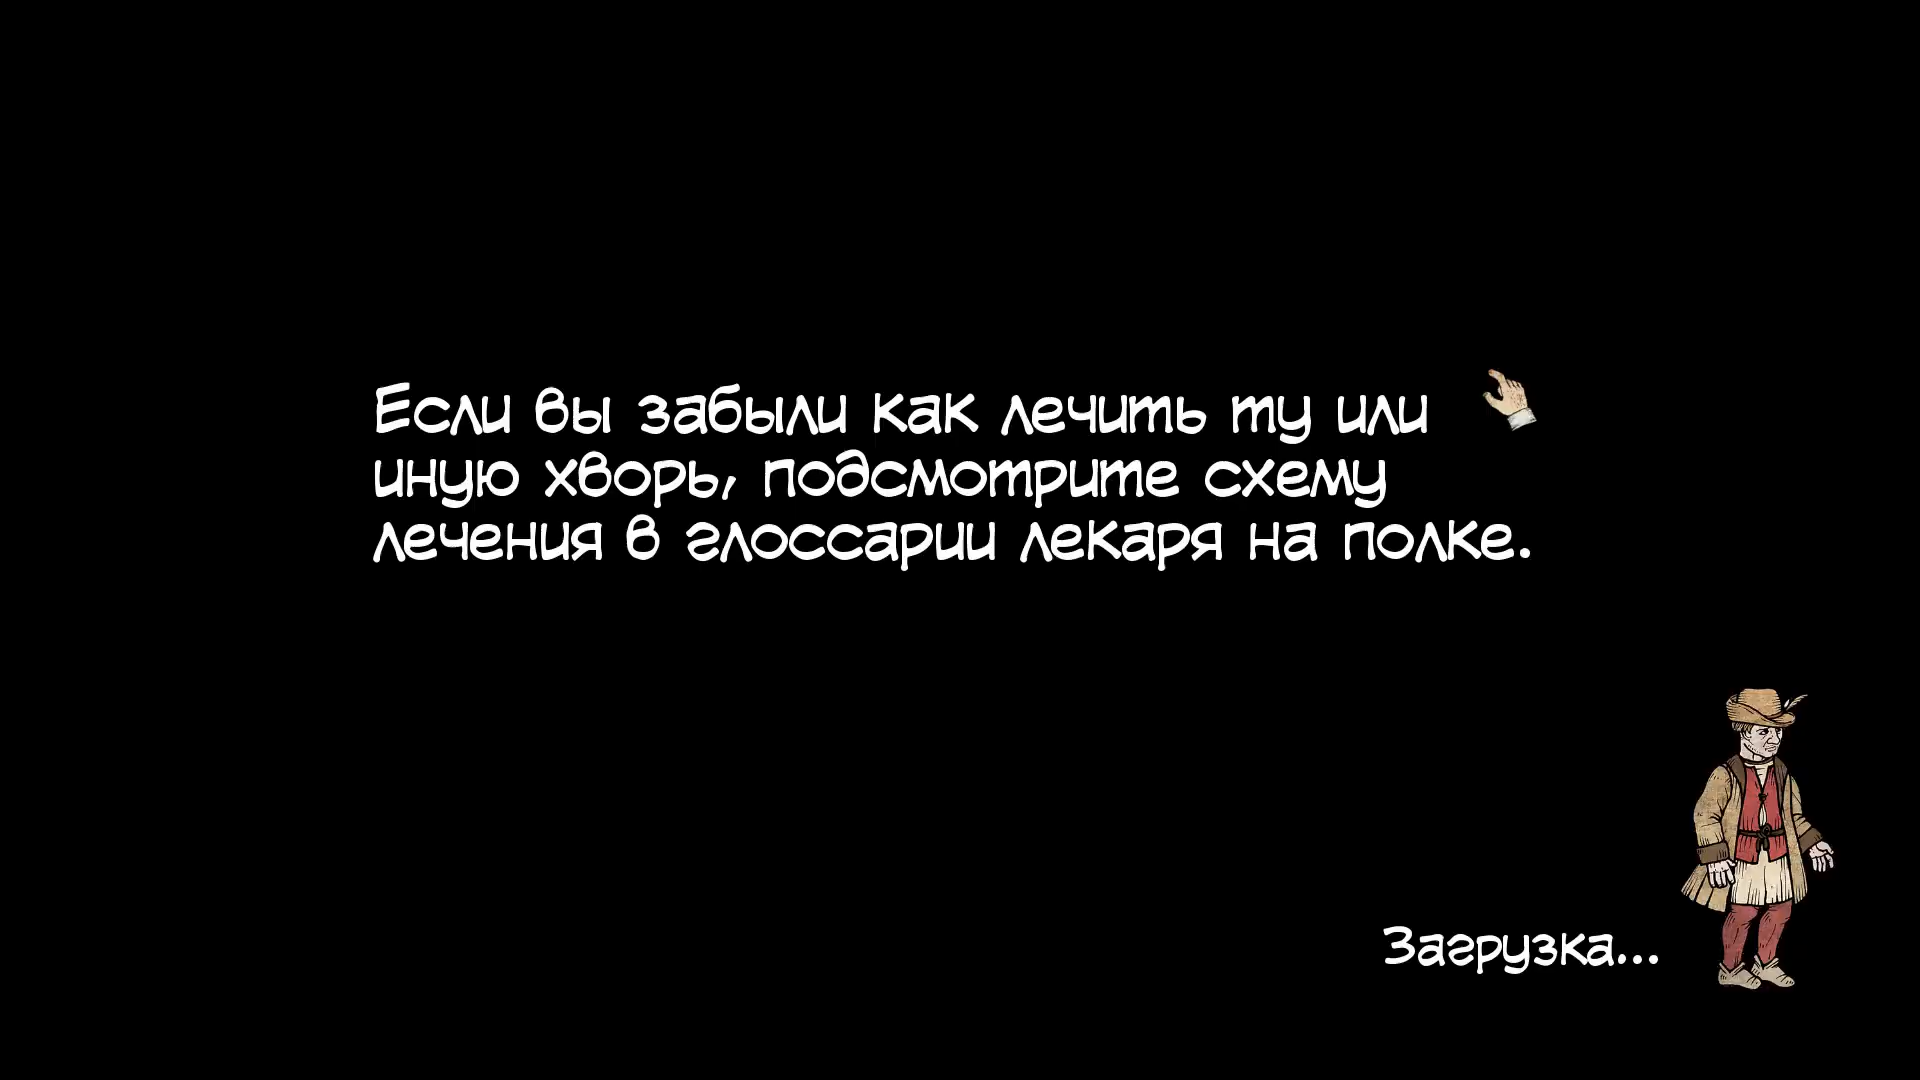 Если вы забыли как лечить ту или
иную хворь, подсмотрите схему
лечения в глоссарии лекаря на полке.
Загрузка...